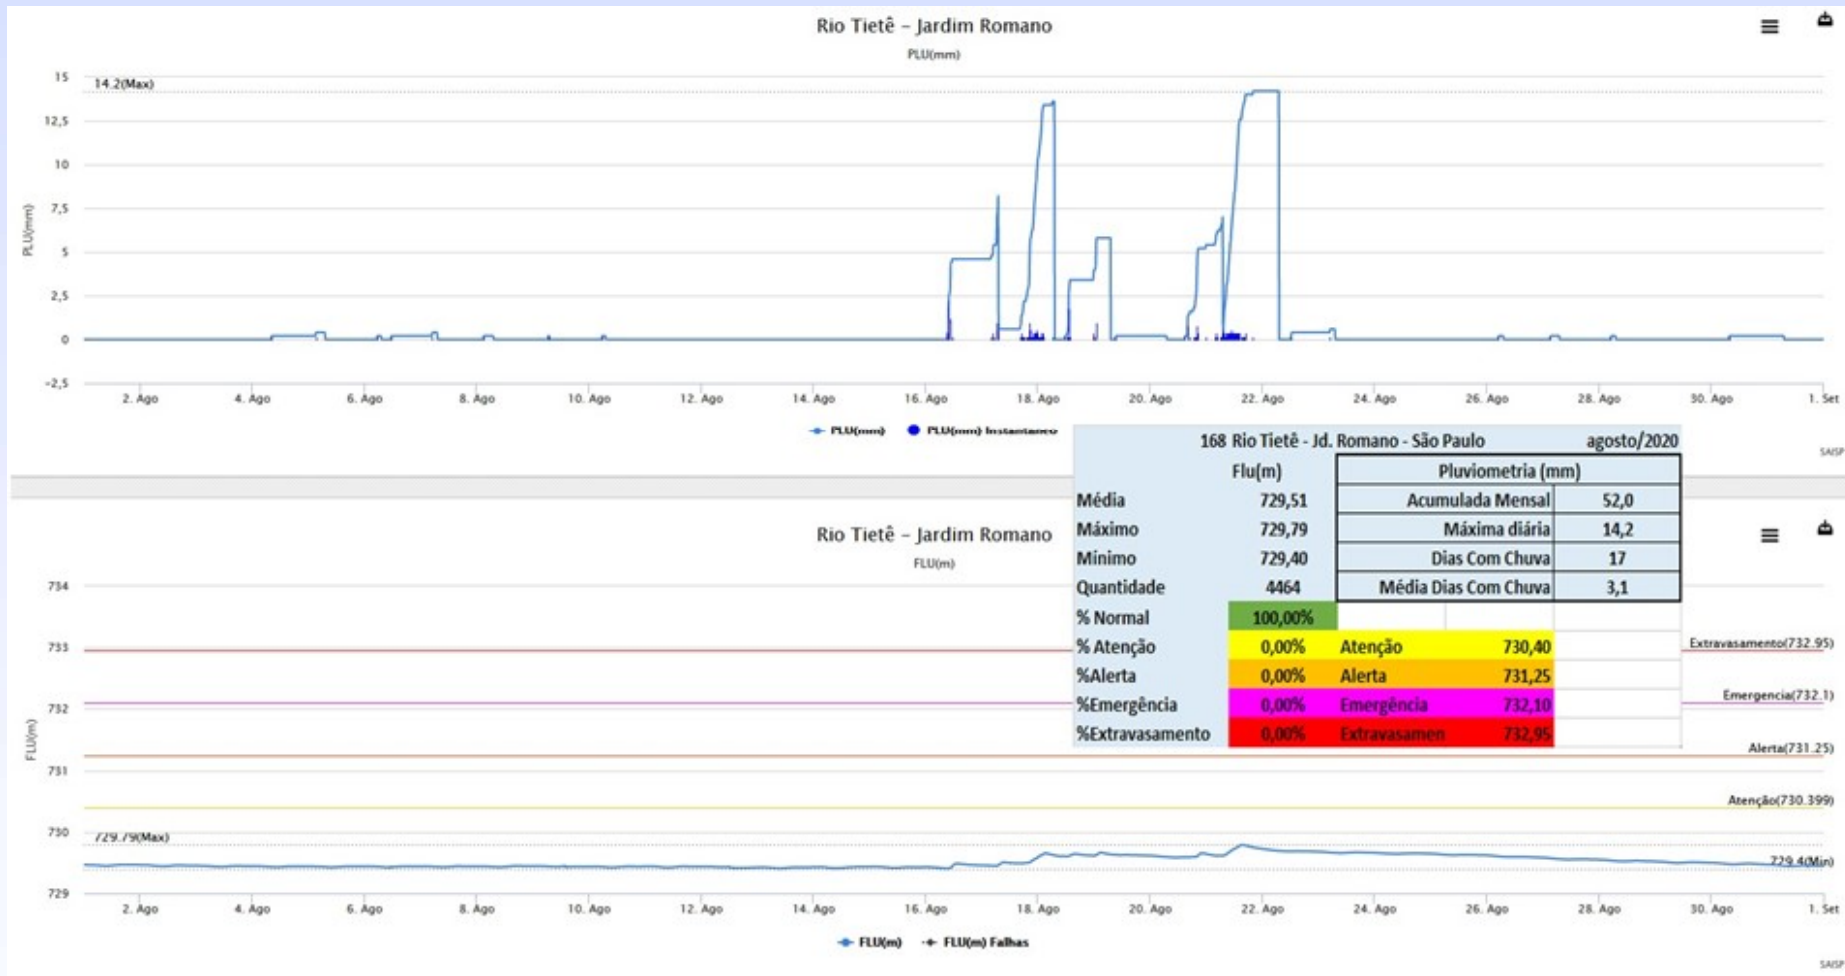 Rio Tietê – Jardim Romano
PLU(mm)
15
14.2(Max)
12,5
10
7,5
5
2,5
0
-2,5
PLU(mm)
2. Ago 4. Ago 6. Ago 8. Ago 10. Ago 12. Ago 14. Ago 16. Ago 18. Ago 20. Ago 22. Ago 24. Ago 26. Ago 28. Ago 30. Ago 1. Set
PLU(mm) PLU(mm) Instantaneo
SAISP
168 Rio Tietê - Jd. Romano - São Paulo agosto/2020
Flu(m) Pluviometria (mm)
Média 729,51 Acumulada Mensal 52,0
Máximo 729,79 Máxima diária 14,2
Mínimo 729,40 Dias Com Chuva 17
Quantidade 4464 Média Dias Com Chuva 3,1
% Normal 100,00%
% Atenção 0,00% Atenção 730,40
%Alerta 0,00% Alerta 731,25
%Emergência 0,00% Emergência 732,10
%Extravasamento 0,00% Extravasamen 732,95
Rio Tietê – Jardim Romano
FLU(m)
734
733
732
731
730
729
FLU(m)
Extravasamento(732.95)
Emergencia(732.1)
Alerta(731.25)
Atenção(730.399)
729.79(Max)
729.4(Min)
2. Ago 4. Ago 6. Ago 8. Ago 10. Ago 12. Ago 14. Ago 16. Ago 18. Ago 20. Ago 22. Ago 24. Ago 26. Ago 28. Ago 30. Ago 1. Set
FLU(m) FLU(m) Falhas
SAISP